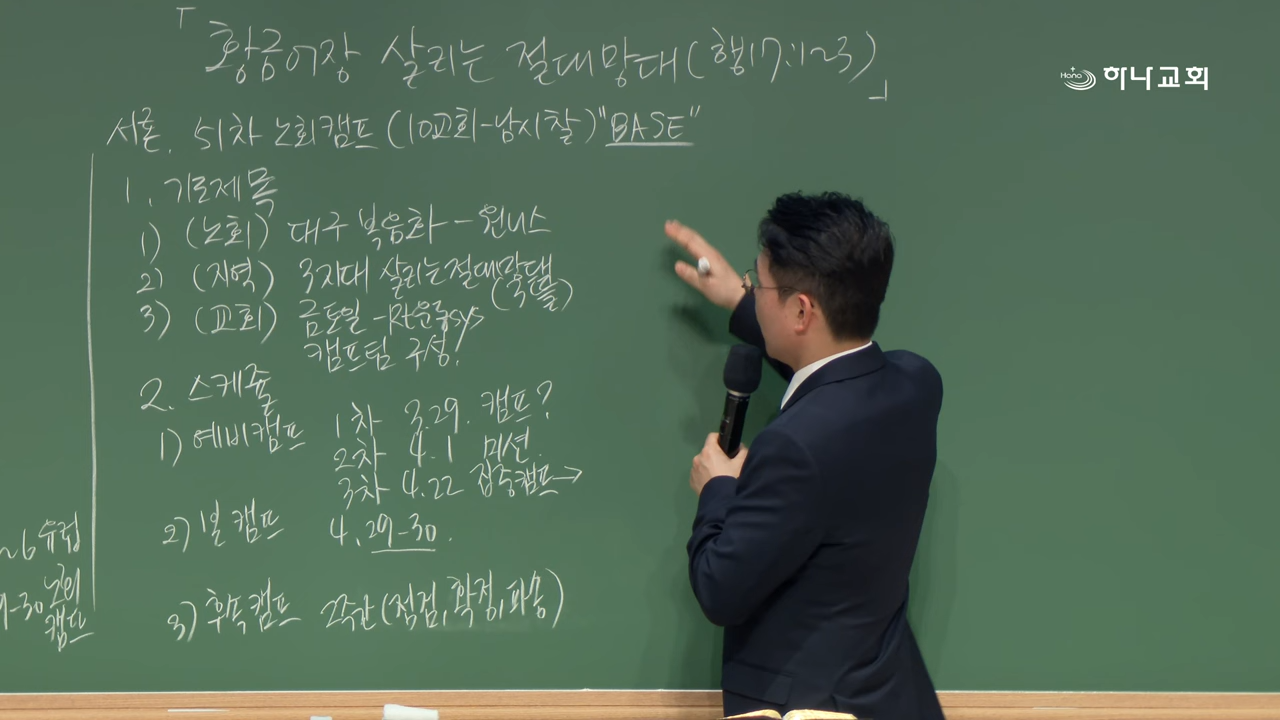 「황금어장 살리는 절대망대(행17:1~3)」
하나교회
서론. 51차 노회캠프(10교회-남시찰)"BASE"
1. 기도제목
1) (노회) 대구 복음화 - 원니스
2) (지역) 3지대 살리는 절대망대
3) (교회) 금토일 - RT운동sys
캠프팀 구성!
2. 스케쥴
1) 예비캠프 1차 3.29. 캠프?
2차 4.1 미션.
3차 4.22 집중캠프→
2) 본캠프 4.29-30.
3) 후속캠프 2주간(점검, 확정, 파송)
~6 유럽
9-30 노회
캠프